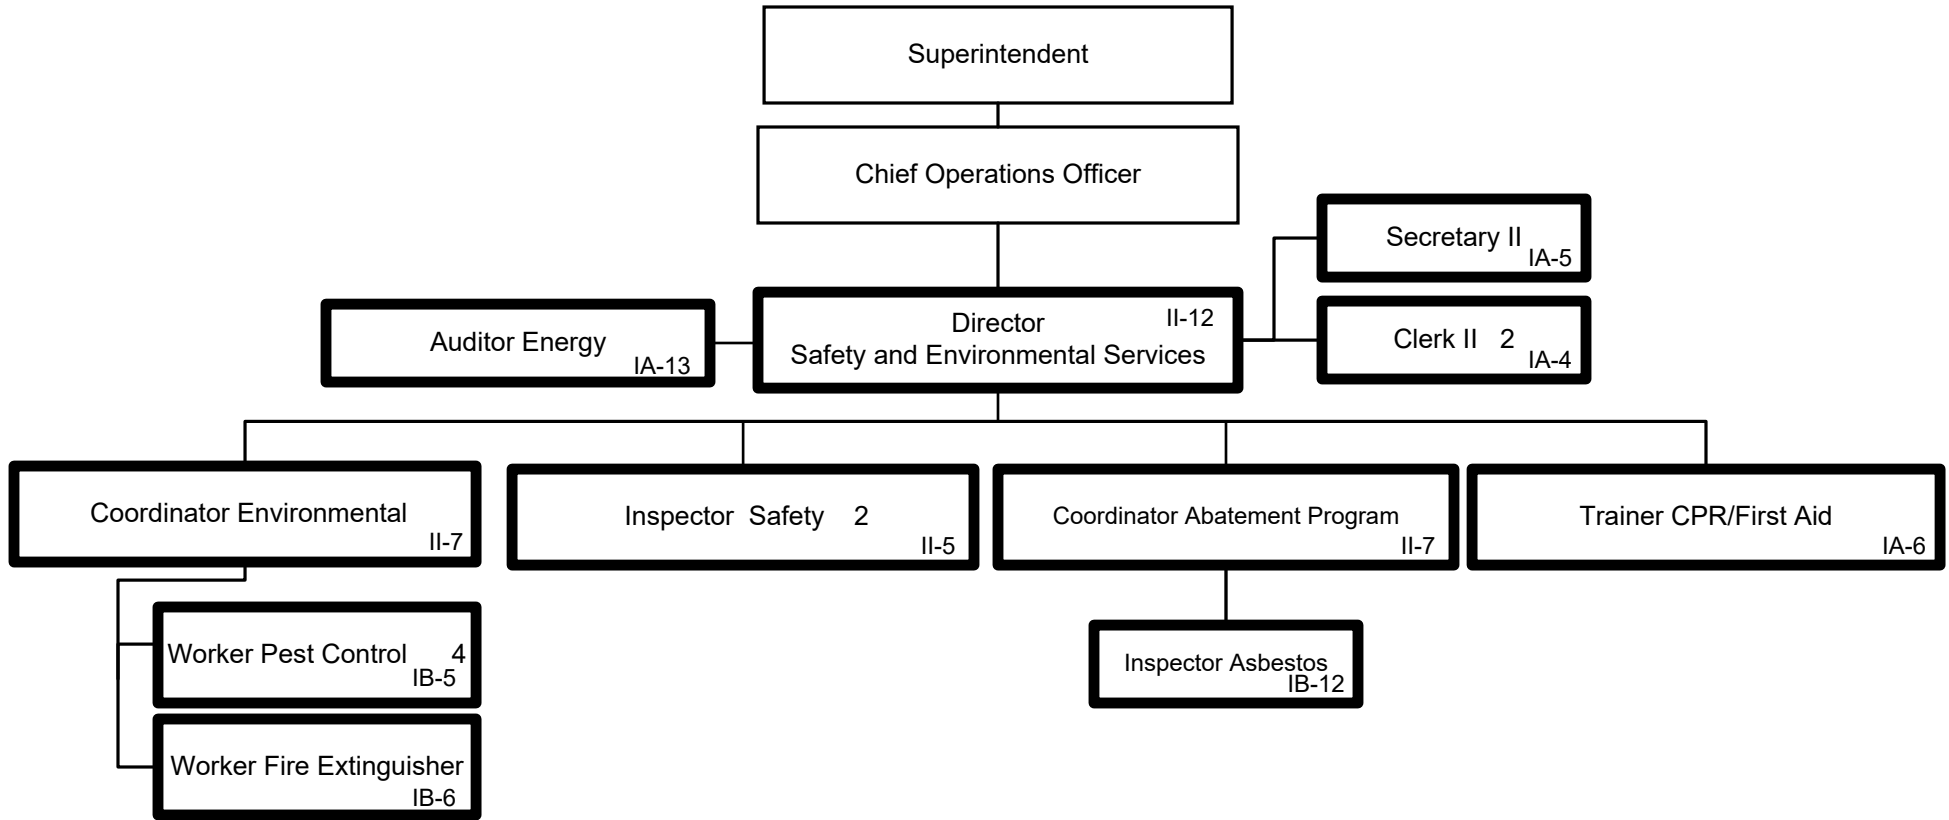 Superintendent
Chief Operations Officer
Secretary II
IA-5
Auditor Energy
IA-13
Director
II-12
Safety and Environmental Services
Clerk II 2
IA-4
Coordinator Environmental
II-7
Inspector Safety 2
II-5
Coordinator Abatement Program
II-7
Trainer CPR/First Aid
IA-6
Worker Pest Control 4
IB-5
Inspector Asbestos
IB-12
Worker Fire Extinguisher
IB-6